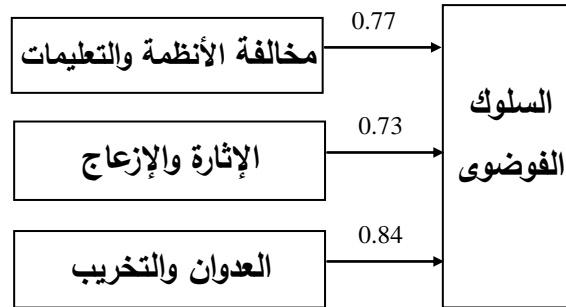 0.77
مخالفة الأنظمة والتعليمات
السلوك
الفوضوى
0.73
الإثارة والإزعاج
0.84
العدوان والتخريب